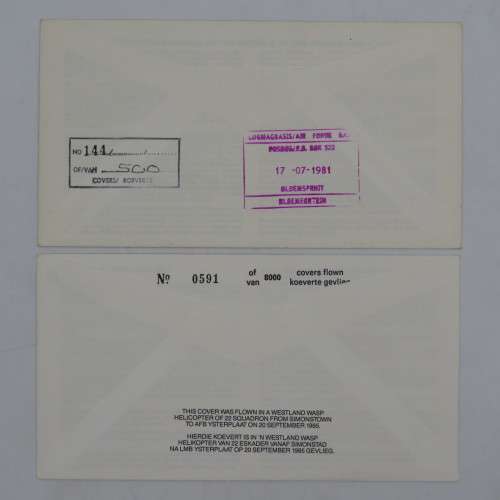 NO 144
OF/VAN 500
COVERS/ KOEVERTE
LUGMAGBASIS/AIR FORCE BA
POSBUS/P.O. BOX 522
17 -07- 1981
BLOEMSPRUIT
BLOEMFONTEIN
No 0591 of van 8000 covers flown
koeverte gevlieg
THIS COVER WAS FLOWN IN A WESTLAND WASP
HELICOPTER OF 22 SQUADRON FROM SIMONSTOWN
TO AFB YSTERPLAAT ON 20 SEPTEMBER 1985.
HIERDIE KOEVERT IS IN 'N WESTLAND WASP
HELIKOPTER VAN 22 ESKADER VANAF SIMONSTAD
NA LMB YSTERPLAAT OP 20 SEPTEMBER 1985 GEVLIEG.